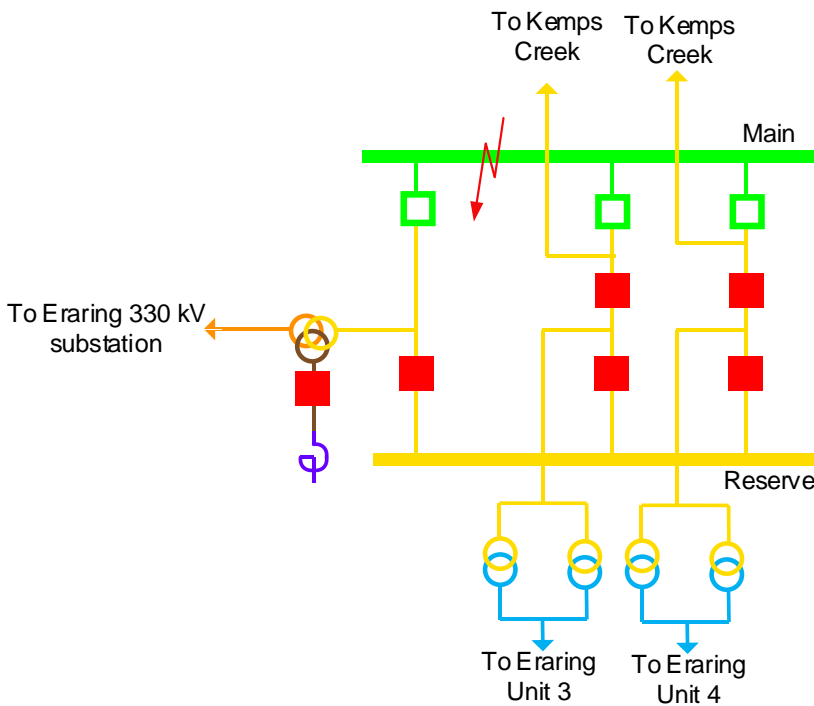 To Kemps
Creek
To Kemps
Creek
Main
To Eraring 330 kV
substation
Reserve
To Eraring
Unit 3
To Eraring
Unit 4